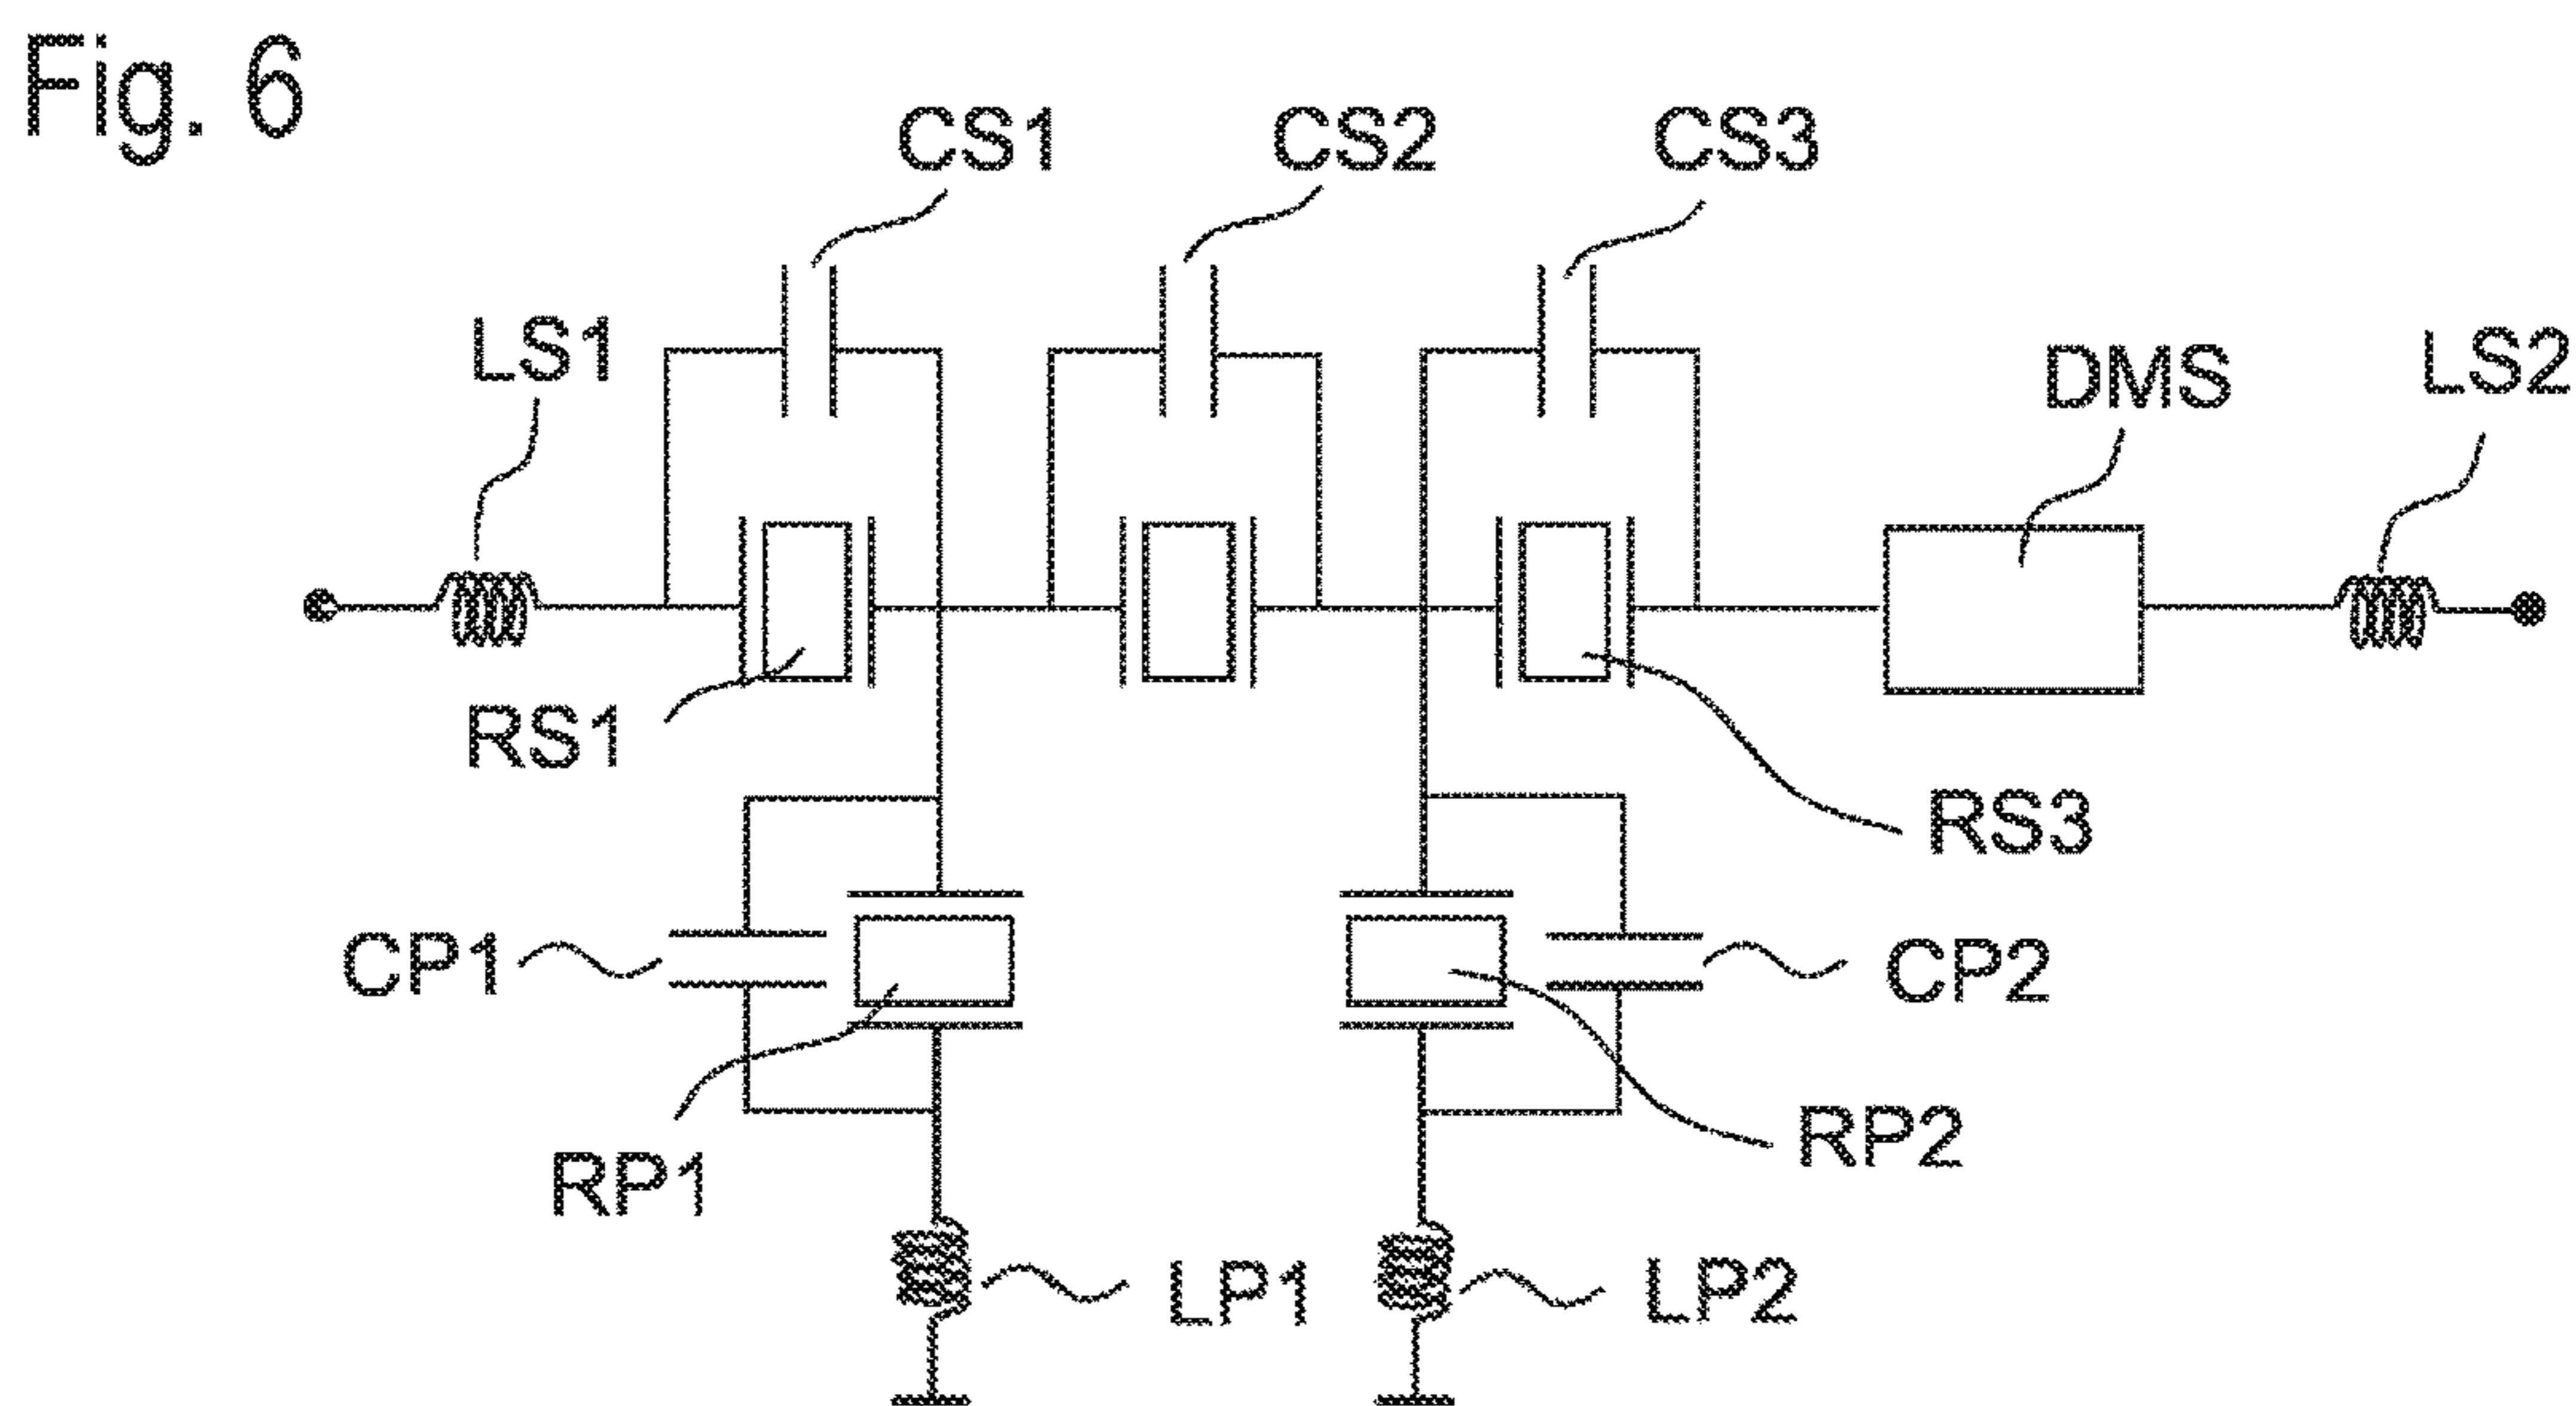 Fig. 6
CS1 CS2 CS3
LS1 DMS LS2
RS1 RS3
CP1 CP2
RP1 RP2
LP1 LP2